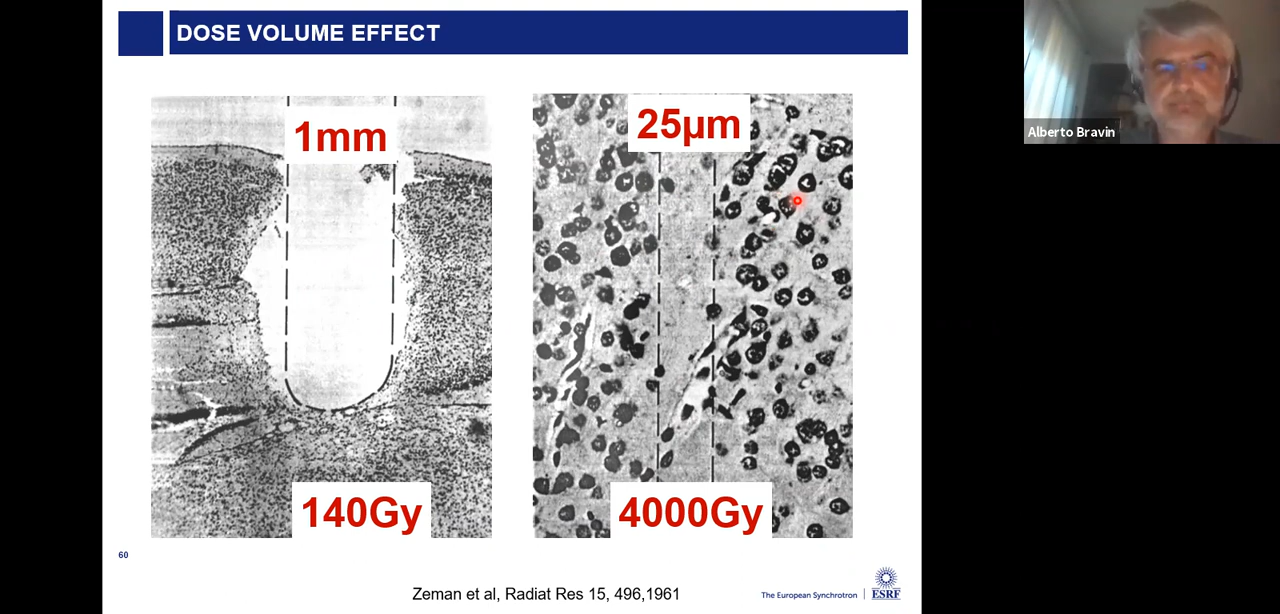 DOSE VOLUME EFFECT
1mm
25µm
Alberto Bravin
140Gy
4000Gy
60
Zeman et al, Radiat Res 15, 496,1961
The European Synchrotron
ESRF